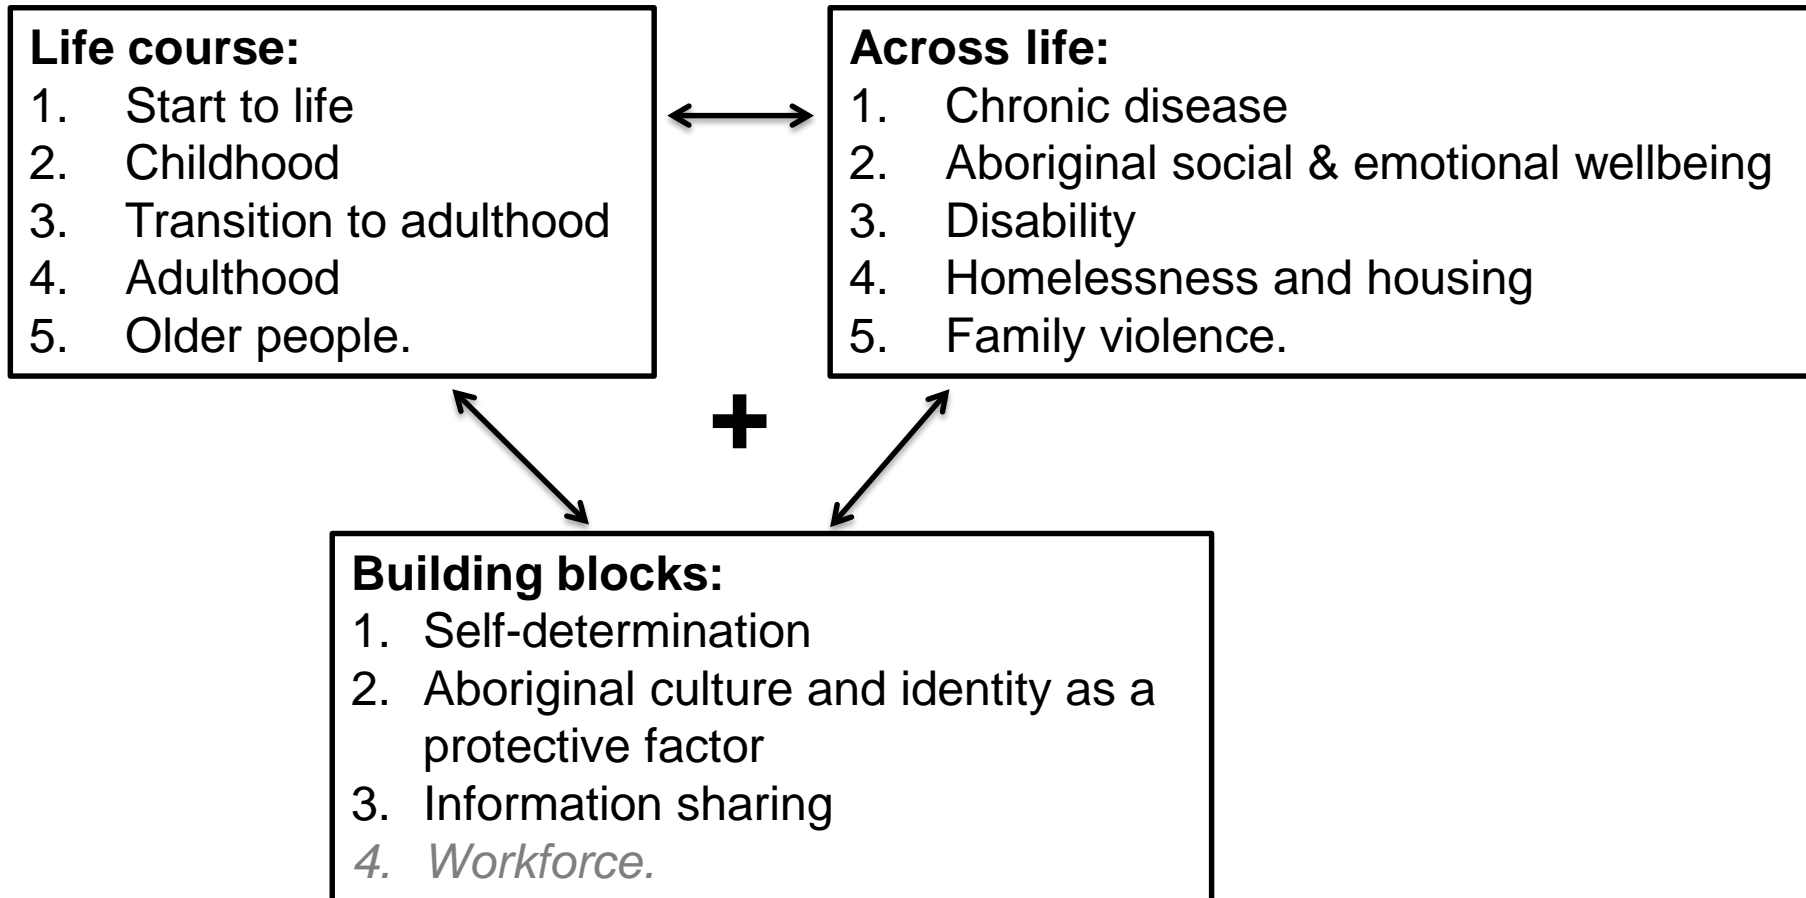 Life course:
1. Start to life
2. Childhood
3. Transition to adulthood
4. Adulthood
5. Older people.
Across life:
1. Chronic disease
2. Aboriginal social & emotional wellbeing
3. Disability
4. Homelessness and housing
5. Family violence.
+
Building blocks:
1. Self-determination
2. Aboriginal culture and identity as a
protective factor
3. Information sharing
4. Workforce.